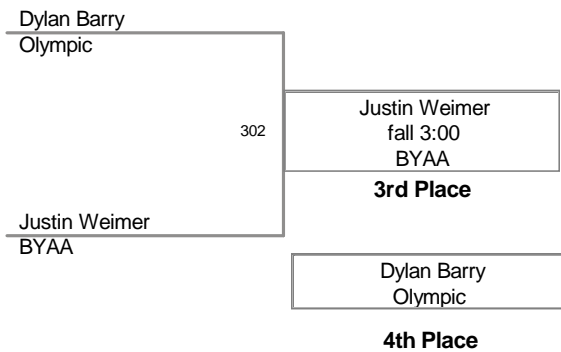 Dylan Barry
Olympic
302
Justin Weimer
fall 3:00
BYAA
3rd Place
Justin Weimer
BYAA
Dylan Barry
Olympic
4th Place